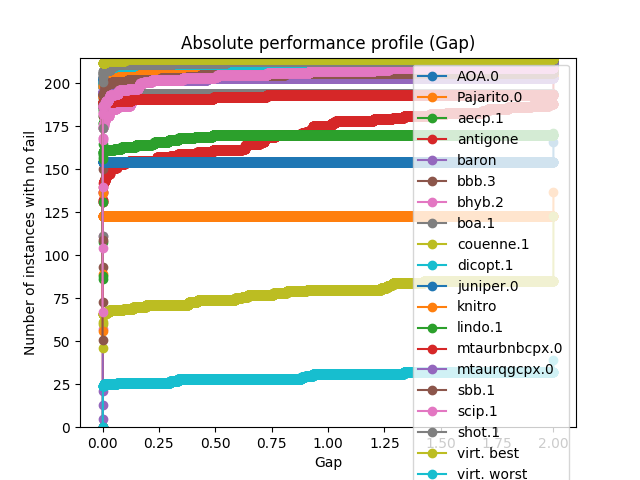 Absolute performance profile (Gap)
Number of instances with no fail
200
175
150
125
100
75
50
25
0
0.00 0.25 0.50 0.75 1.00 1.25 1.50 1.75 2.00
Gap
AOA.0
Pajarito.0
aecp.1
antigone
baron
bbb.3
bhyb.2
boa.1
couenne.1
dicopt.1
juniper.0
knitro
lindo.1
mtaurbnbcpx.0
mtaurqgcpx.0
sbb.1
scip.1
shot.1
virt. best
virt. worst